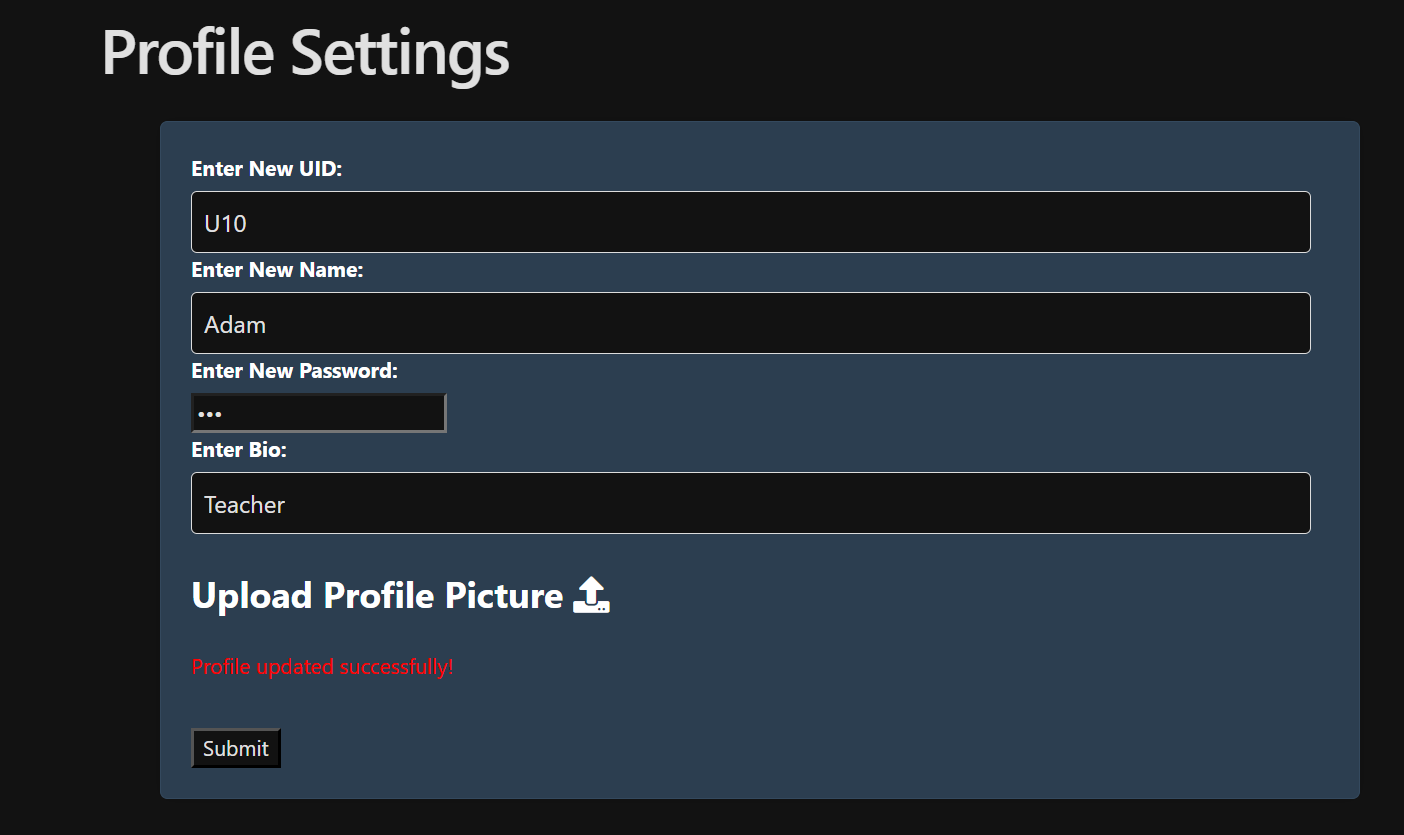 Profile Settings
Enter New UID:
U10
Enter New Name:
Adam
Enter New Password:
•••
Enter Bio:
Teacher
Upload Profile Picture
Profile updated successfully!
Submit